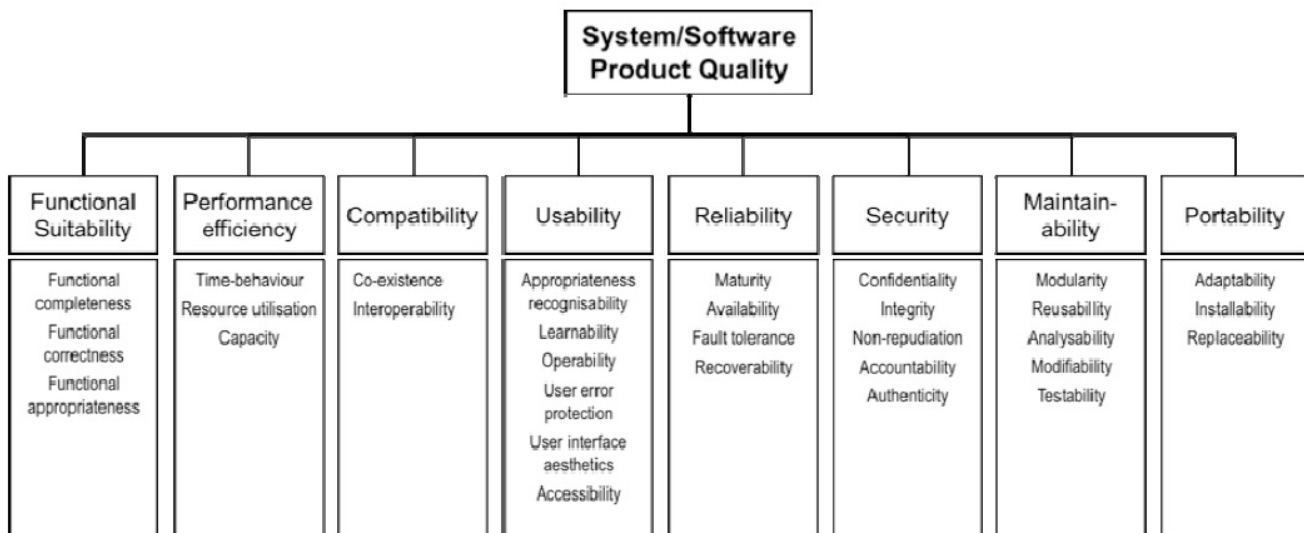 System/Software
Product Quality
Functional
Suitability
Functional
completeness
Functional
correctness
Functional
appropriateness
Performance
efficiency
Time-behaviour
Resource utilisation
Capacity
Compatibility
Co-existence
Interoperability
Usability
Appropriateness
recognisability
Learnability
Operability
User error
protection
User interface
aesthetics
Accessibility
Reliability
Maturity
Availability
Fault tolerance
Recoverability
Security
Confidentiality
Integrity
Non-repudiation
Accountability
Authenticity
Maintain-
ability
Modularity
Reusability
Analysability
Modifiability
Testability
Portability
Adaptability
Installability
Replaceability